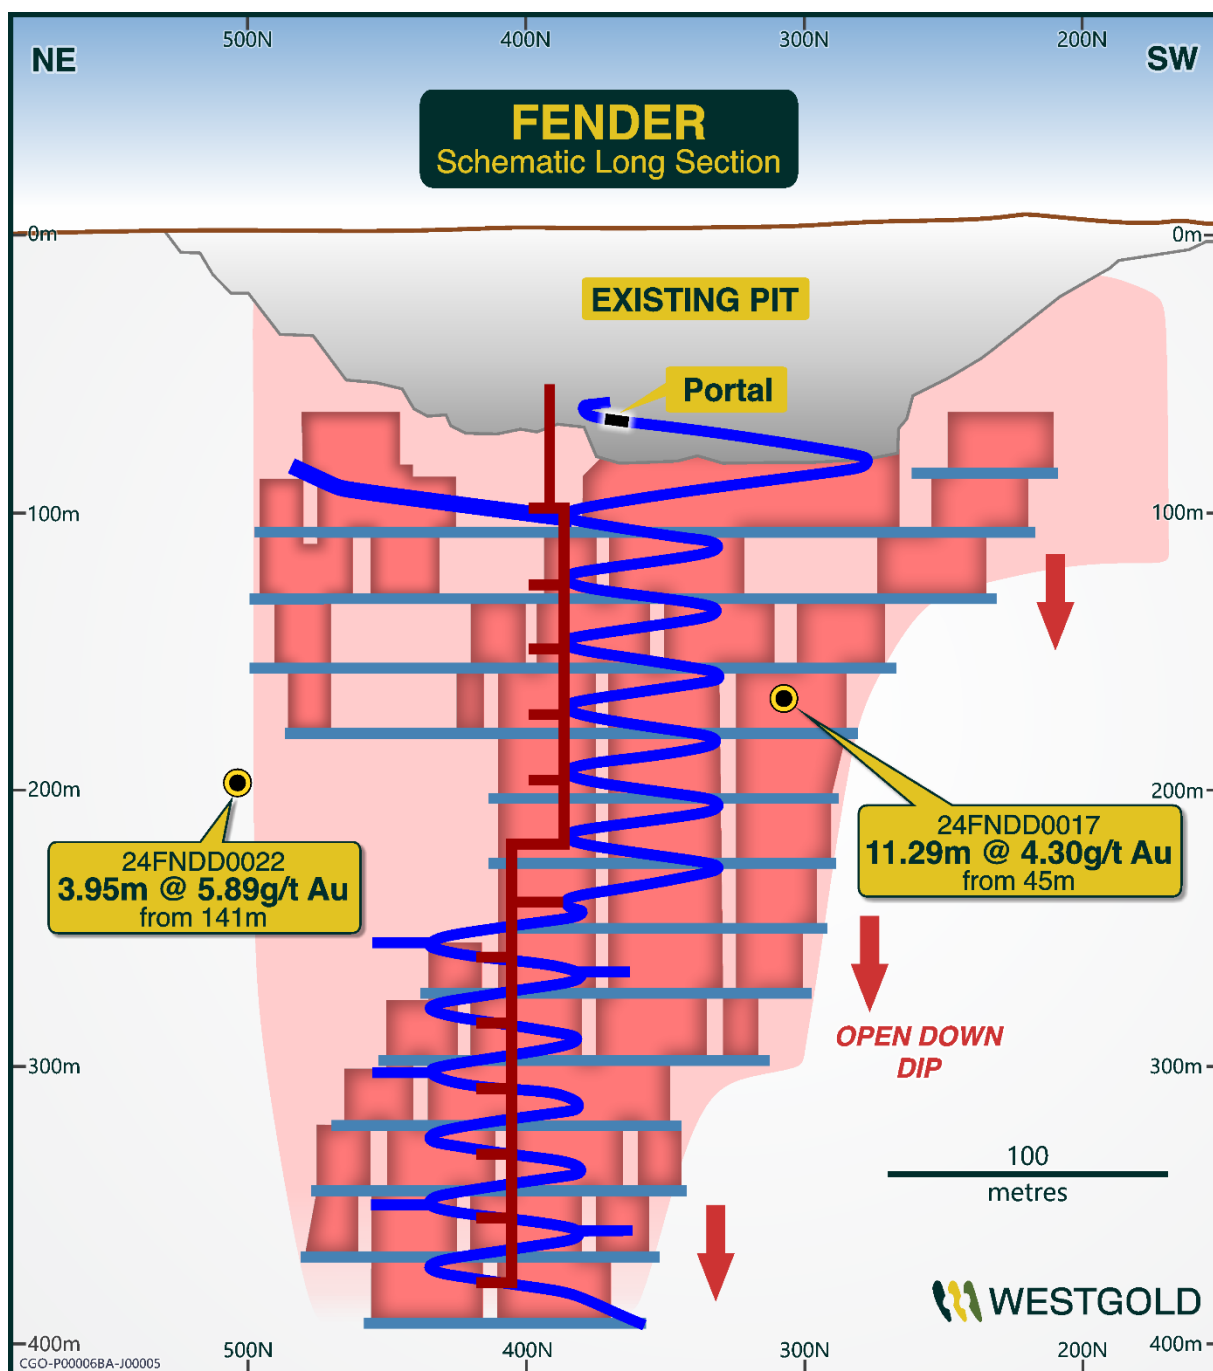 500N
400N
300N
200N
NE
SW
FENDER
Schematic Long Section
0m
0m
EXISTING PIT
Portal
100m
100m
200m
200m
24FNDD0022
3.95m @ 5.89g/t Au
from 141m
24FNDD0017
11.29m @ 4.30g/t Au
from 45m
OPEN DOWN
DIP
300m
300m
100
metres
WESTGOLD
400m
500N
400N
300N
200N
400m
CGO-P00006BA-J00005